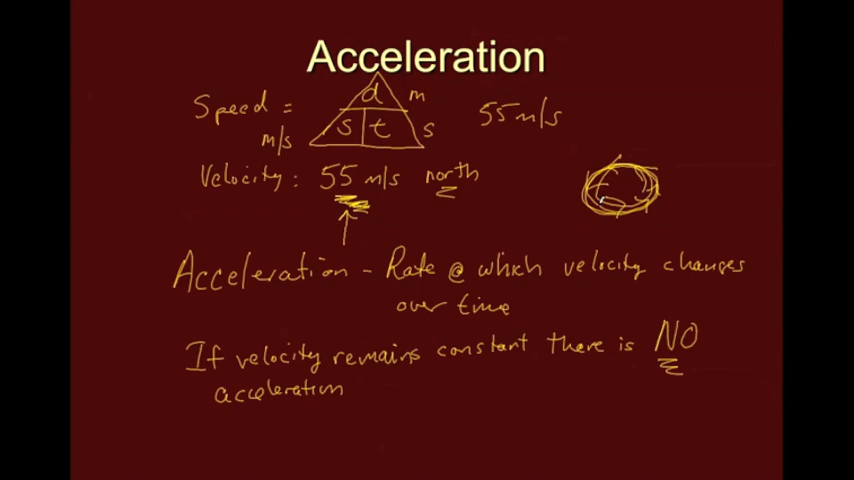 Acceleration
Speed = d m 55 m/s
m/s s t s
Velocity: 55 m/s north
Acceleration - Rate @ which velocity changes
over time
If velocity remains constant there is NO
acceleration